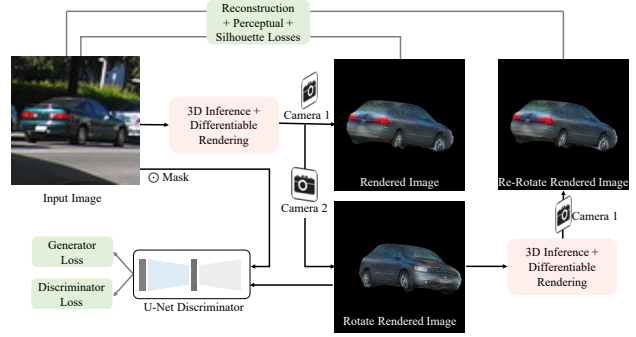 Reconstruction
+ Perceptual +
Silhouette Losses
3D Inference +
Differentiable
Rendering
Camera 1
Input Image
Rendered Image
Re-Rotate Rendered Image
⊙ Mask
Camera 2
Camera 1
Generator
Loss
Discriminator
Loss
U-Net Discriminator
Rotate Rendered Image
3D Inference +
Differentiable
Rendering